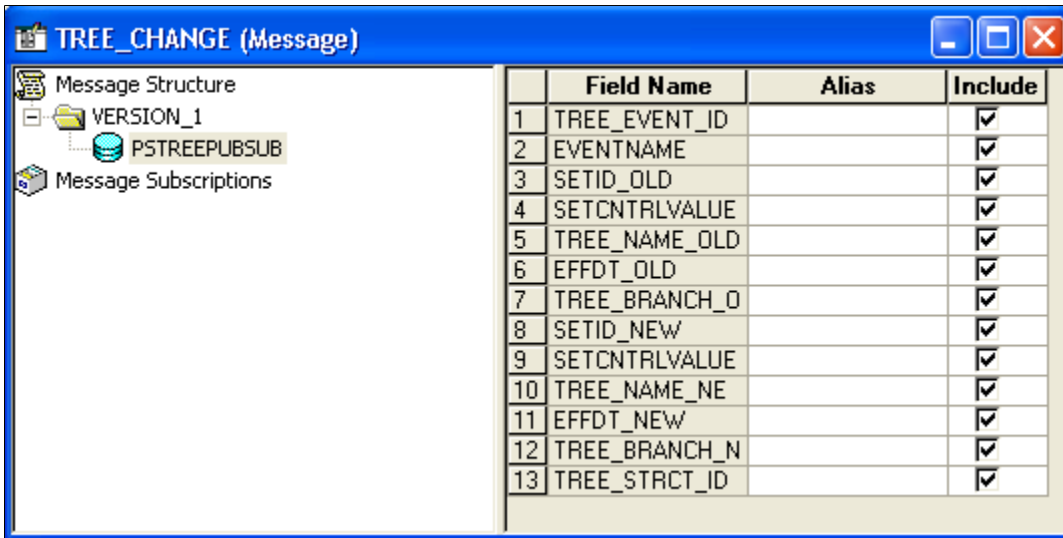 TREE_CHANGE (Message)
Message Structure
VERSION_1
PSTREEPUBSUB
Message Subscriptions
Field Name Alias Include
1 TREE_EVENT_ID
2 EVENTNAME
3 SETID_OLD
4 SETCNTRLVALUE
5 TREE_NAME_OLD
6 EFFDT_OLD
7 TREE_BRANCH_O
8 SETID_NEW
9 SETCNTRLVALUE
10 TREE_NAME_NE
11 EFFDT_NEW
12 TREE_BRANCH_N
13 TREE_STRCT_ID